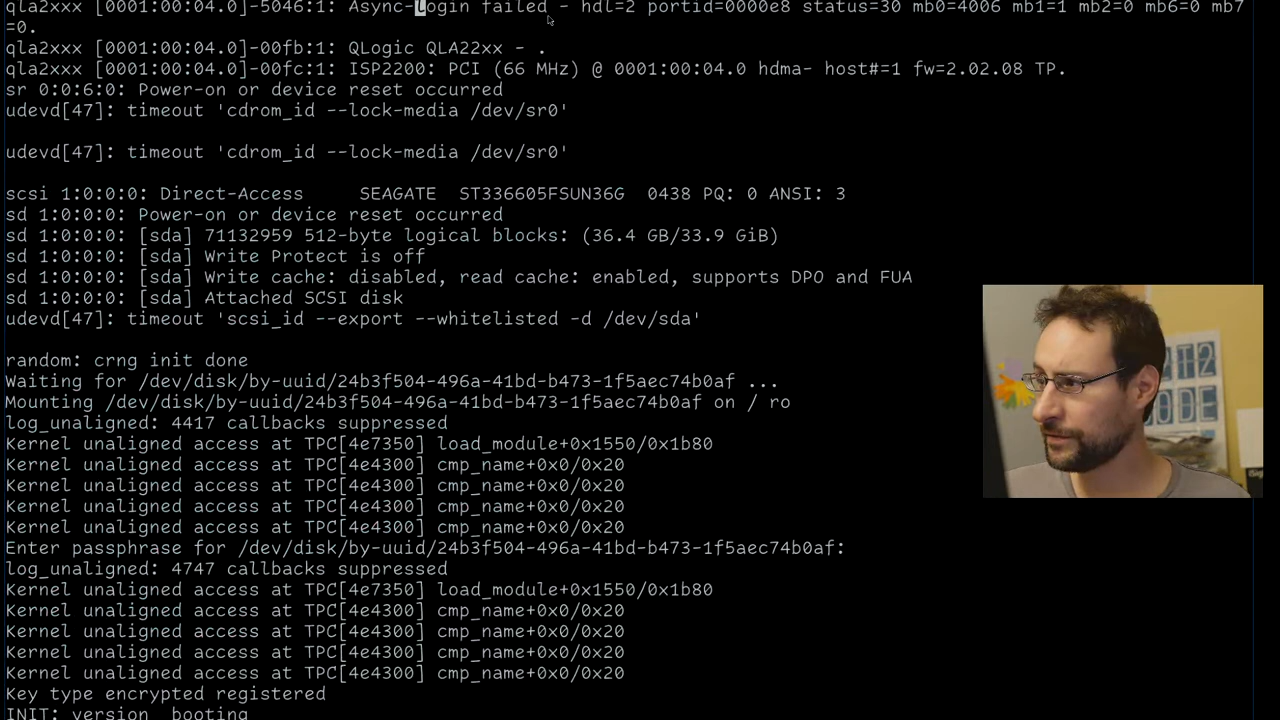 qla2xxx [0001:00:04.0]-5046:1: Async-login failed - hdl=2 portid=0000e8 status=30 mb0=4006 mb1=1 mb2=0 mb6=0 mb7
=0.
qla2xxx [0001:00:04.0]-00fb:1: QLogic QLA22xx - .
qla2xxx [0001:00:04.0]-00fc:1: ISP2200: PCI (66 MHz) @ 0001:00:04.0 hdma- host#=1 fw=2.02.08 TP.
sr 0:0:6:0: Power-on or device reset occurred
udevd[47]: timeout 'cdrom_id --lock-media /dev/sr0'
udevd[47]: timeout 'cdrom_id --lock-media /dev/sr0'
scsi 1:0:0:0: Direct-Access     SEAGATE  ST336605FSUN36G  0438 PQ: 0 ANSI: 3
sd 1:0:0:0: Power-on or device reset occurred
sd 1:0:0:0: [sda] 71132959 512-byte logical blocks: (36.4 GB/33.9 GiB)
sd 1:0:0:0: [sda] Write Protect is off
sd 1:0:0:0: [sda] Write cache: disabled, read cache: enabled, supports DPO and FUA
sd 1:0:0:0: [sda] Attached SCSI disk
udevd[47]: timeout 'scsi_id --export --whitelisted -d /dev/sda'
random: crng init done
Waiting for /dev/disk/by-uuid/24b3f504-496a-41bd-b473-1f5aec74b0af ...
Mounting /dev/disk/by-uuid/24b3f504-496a-41bd-b473-1f5aec74b0af on / ro
log_unaligned: 4417 callbacks suppressed
Kernel unaligned access at TPC[4e7350] load_module+0x1550/0x1b80
Kernel unaligned access at TPC[4e4300] cmp_name+0x0/0x20
Kernel unaligned access at TPC[4e4300] cmp_name+0x0/0x20
Kernel unaligned access at TPC[4e4300] cmp_name+0x0/0x20
Kernel unaligned access at TPC[4e4300] cmp_name+0x0/0x20
Enter passphrase for /dev/disk/by-uuid/24b3f504-496a-41bd-b473-1f5aec74b0af:
log_unaligned: 4747 callbacks suppressed
Kernel unaligned access at TPC[4e7350] load_module+0x1550/0x1b80
Kernel unaligned access at TPC[4e4300] cmp_name+0x0/0x20
Kernel unaligned access at TPC[4e4300] cmp_name+0x0/0x20
Kernel unaligned access at TPC[4e4300] cmp_name+0x0/0x20
Kernel unaligned access at TPC[4e4300] cmp_name+0x0/0x20
Key type encrypted registered
INIT: version  booting